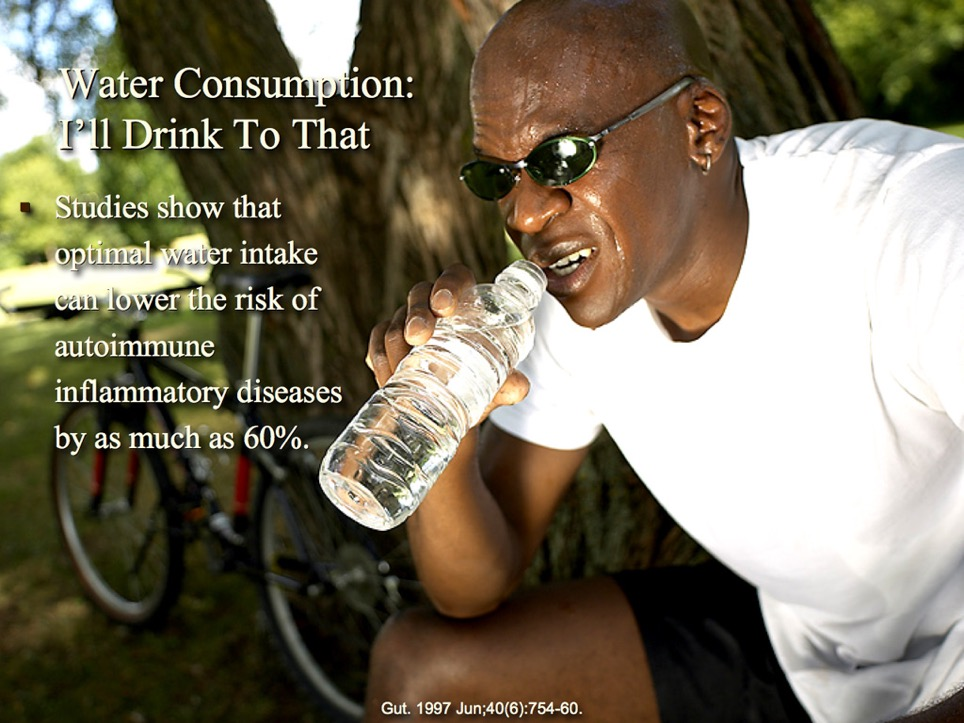 Water Consumption:
I’ll Drink To That
▪ Studies show that
optimal water intake
can lower the risk of
autoimmune
inflammatory diseases
by as much as 60%.
Gut. 1997 Jun;40(6):754-60.